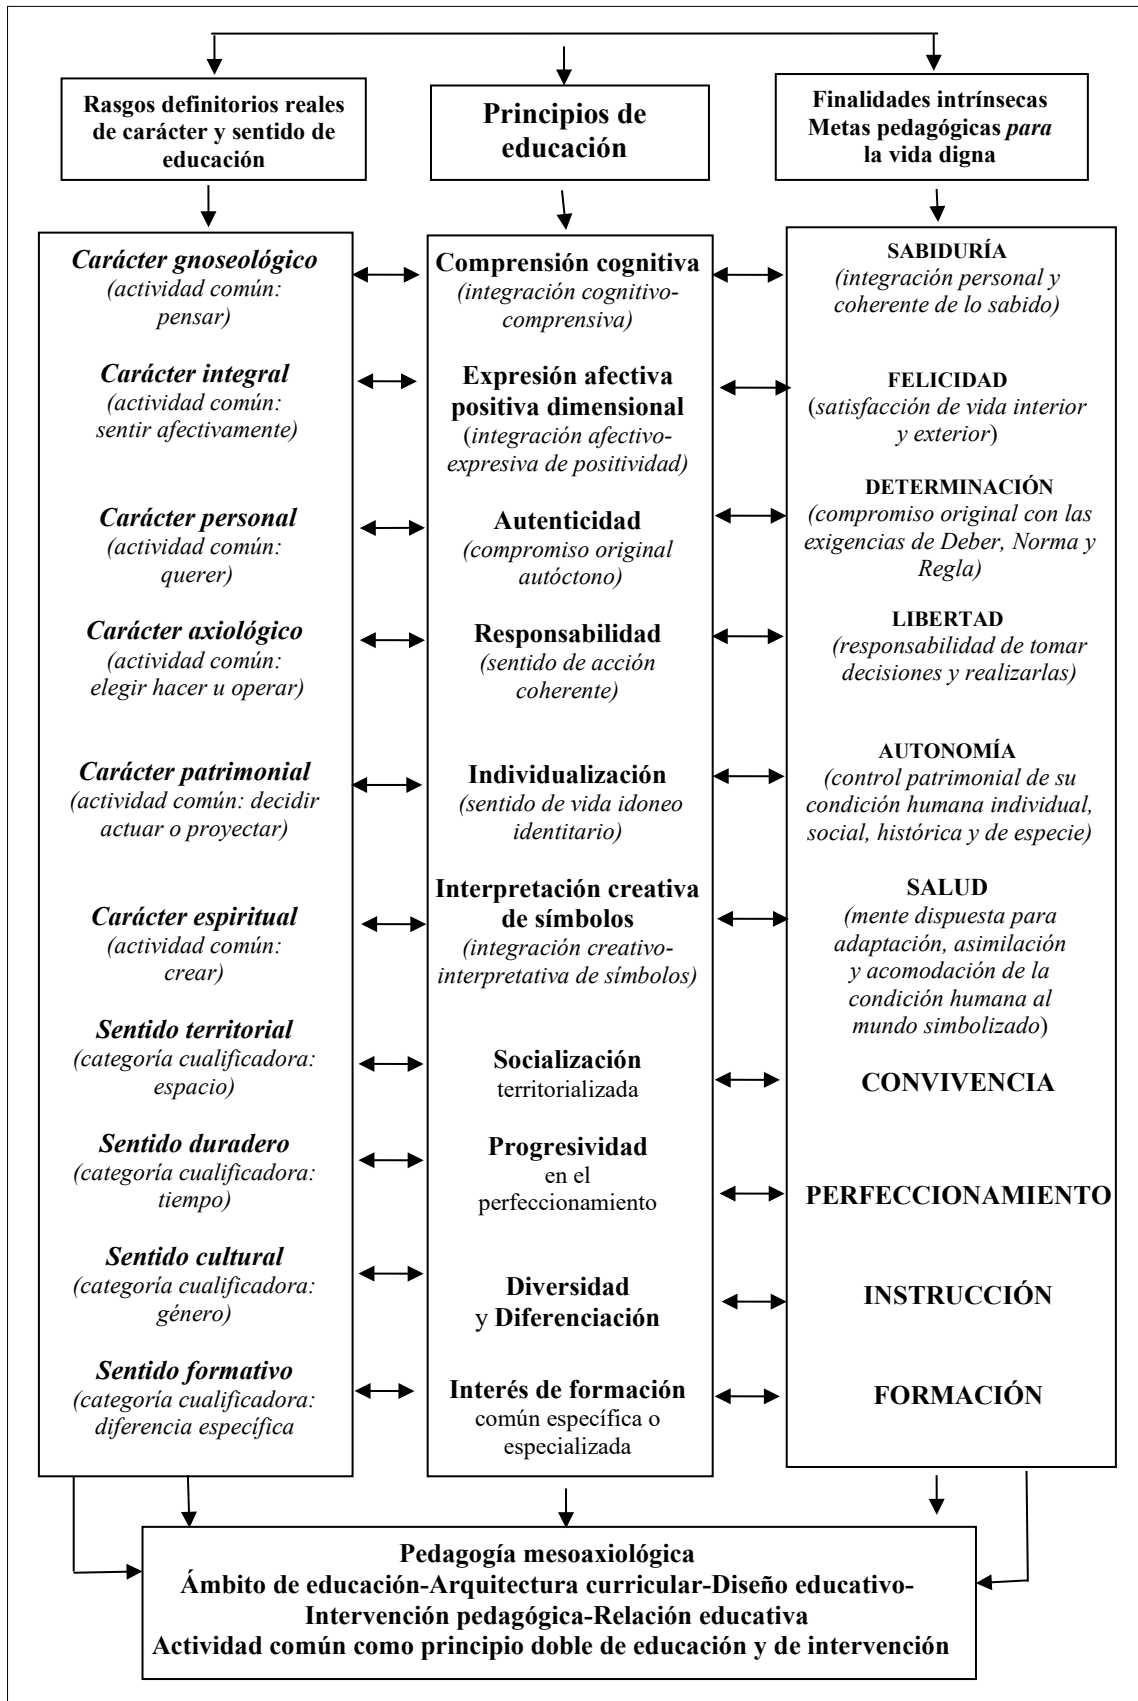 Rasgos definitorios reales
de carácter y sentido de
educación
Principios de
educación
Finalidades intrínsecas
Metas pedagógicas para
la vida digna
Carácter gnoseológico
(actividad común:
pensar)
Carácter integral
(actividad común:
sentir afectivamente)
Carácter personal
(actividad común:
querer)
Carácter axiológico
(actividad común:
elegir hacer u operar)
Carácter patrimonial
(actividad común: decidir
actuar o proyectar)
Carácter espiritual
(actividad común:
crear)
Sentido territorial
(categoría cualificadora:
espacio)
Sentido duradero
(categoría cualificadora:
tiempo)
Sentido cultural
(categoría cualificadora:
género)
Sentido formativo
(categoría cualificadora:
diferencia específica
Comprensión cognitiva
(integración cognitivo-
comprensiva)
Expresión afectiva
positiva dimensional
(integración afectivo-
expresiva de positividad)
Autenticidad
(compromiso original
autóctono)
Responsabilidad
(sentido de acción
coherente)
Individualización
(sentido de vida idoneo
identitario)
Interpretación creativa
de símbolos
(integración creativo-
interpretativa de símbolos)
Socialización
territorializada
Progresividad
en el
perfeccionamiento
Diversidad
y Diferenciación
Interés de formación
común específica o
especializada
SABIDURÍA
(integración personal y
coherente de lo sabido)
FELICIDAD
(satisfacción de vida interior
y exterior)
DETERMINACIÓN
(compromiso original con las
exigencias de Deber, Norma y
Regla)
LIBERTAD
(responsabilidad de tomar
decisiones y realizarlas)
AUTONOMÍA
(control patrimonial de su
condición humana individual,
social, histórica y de especie)
SALUD
(mente dispuesta para
adaptación, asimilación
y acomodación de la
condición humana al
mundo simbolizado)
CONVIVENCIA
PERFECCIONAMIENTO
INSTRUCCIÓN
FORMACIÓN
Pedagogía mesoaxiológica
Ámbito de educación-Arquitectura curricular-Diseño educativo-
Intervención pedagógica-Relación educativa
Actividad común como principio doble de educación y de intervención